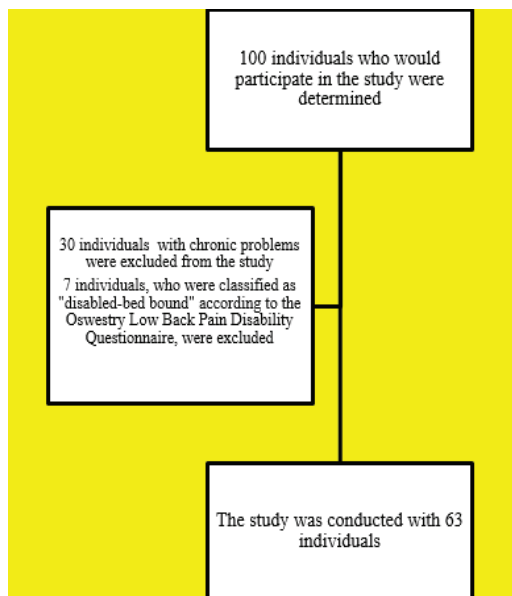 100 individuals who would
participate in the study were
determined
30 individuals with chronic problems
were excluded from the study
7 individuals, who were classified as
"disabled-bed bound" according to the
Oswestry Low Back Pain Disability
Questionnaire, were excluded
The study was conducted with 63
individuals